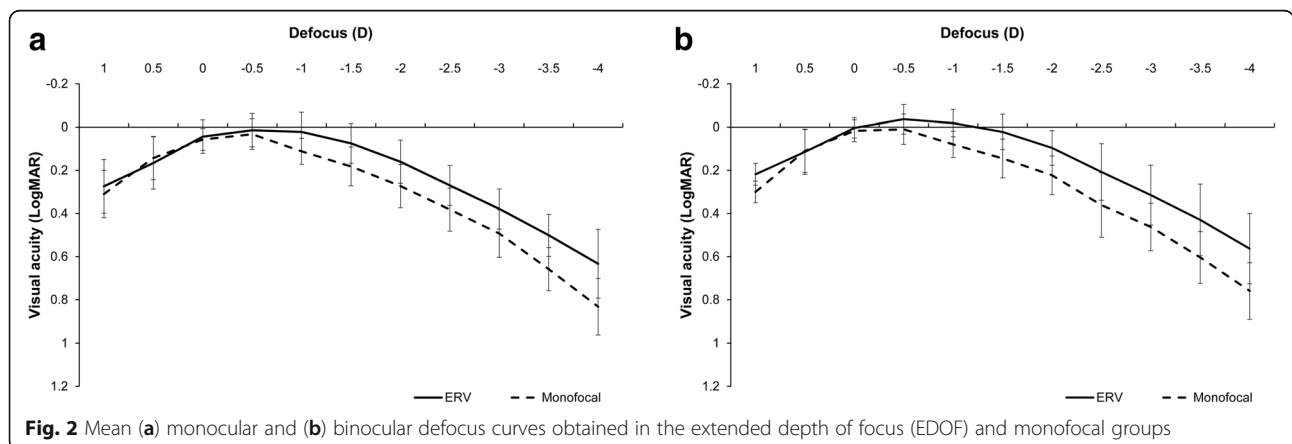 a
Defocus (D)
1 0.5 0 -0.5 -1 -1.5 -2 -2.5 -3 -3.5 -4
-0.2
0
0.2
0.4
0.6
0.8
1
1.2
Visual acuity (LogMAR)
ERV Monofocal
b
Defocus (D)
1 0.5 0 -0.5 -1 -1.5 -2 -2.5 -3 -3.5 -4
-0.2
0
0.2
0.4
0.6
0.8
1
1.2
Visual acuity (LogMAR)
ERV Monofocal
Fig. 2 Mean (a) monocular and (b) binocular defocus curves obtained in the extended depth of focus (EDOF) and monofocal groups